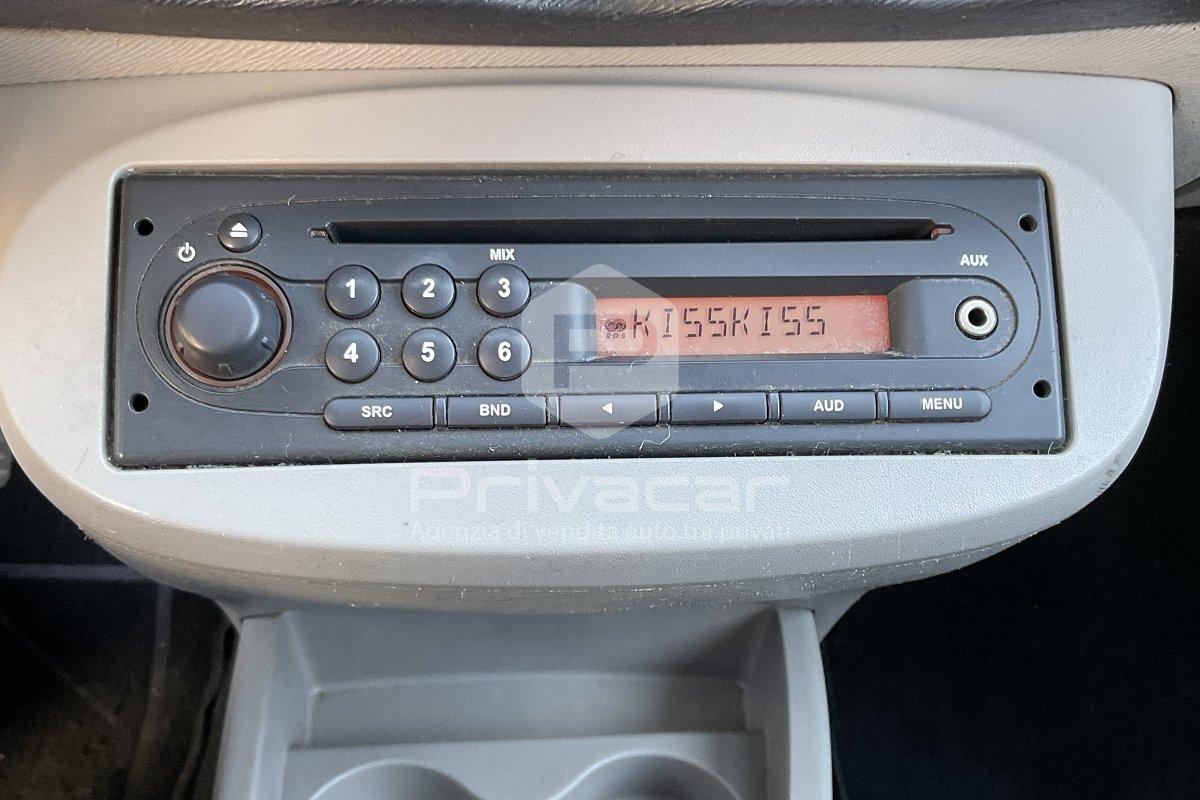 MIX
AUX
1 2 3
RDS KISSKISS
4 5 6
SRC BND AUD MENU
Privacar
Agenzia di vendita auto tra privati